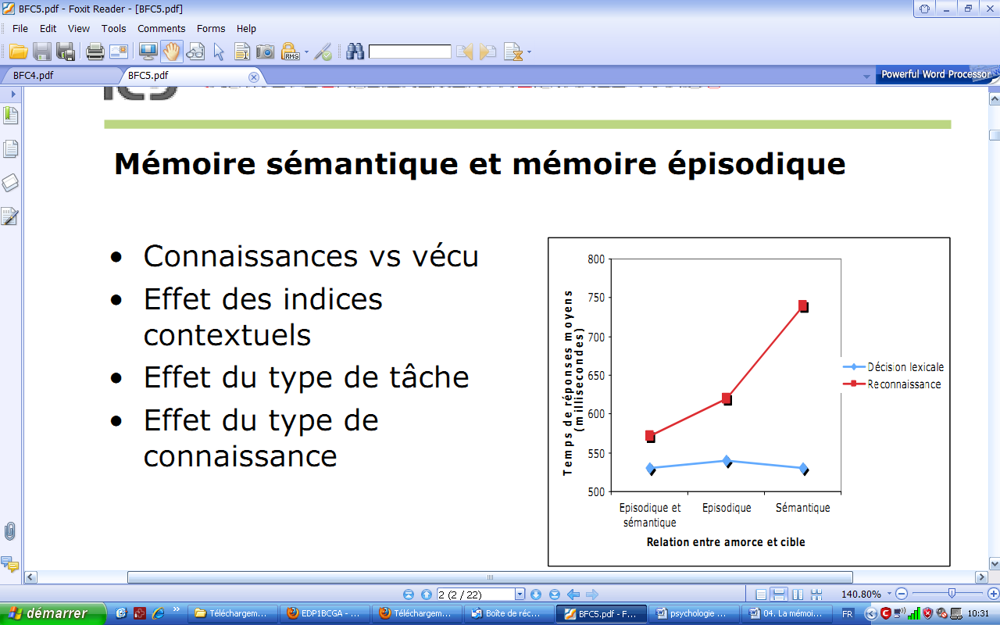 BFC5.pdf - Foxit Reader - [BFC5.pdf]
File Edit View Tools Comments Forms Help
RMS
BFC4.pdf BFC5.pdf Powerful Word Processor
Mémoire sémantique et mémoire épisodique
• Connaissances vs vécu
• Effet des indices
contextuels
• Effet du type de tâche
• Effet du type de
connaissance
Temps de réponses moyens
(millisecondes)
800
750
700
650
600
550
500
Episodique et
sémantique
Episodique
Sémantique
Relation entre amorce et cible
Décision lexicale
Reconnaissance
2 (2 / 22) 140.80%
démarrer » Téléchargem... EDP1BCGA - ... Téléchargem... Boîte de réc... BFC5.pdf - F... psychologie ... 04. La mémoi... FR 10:31